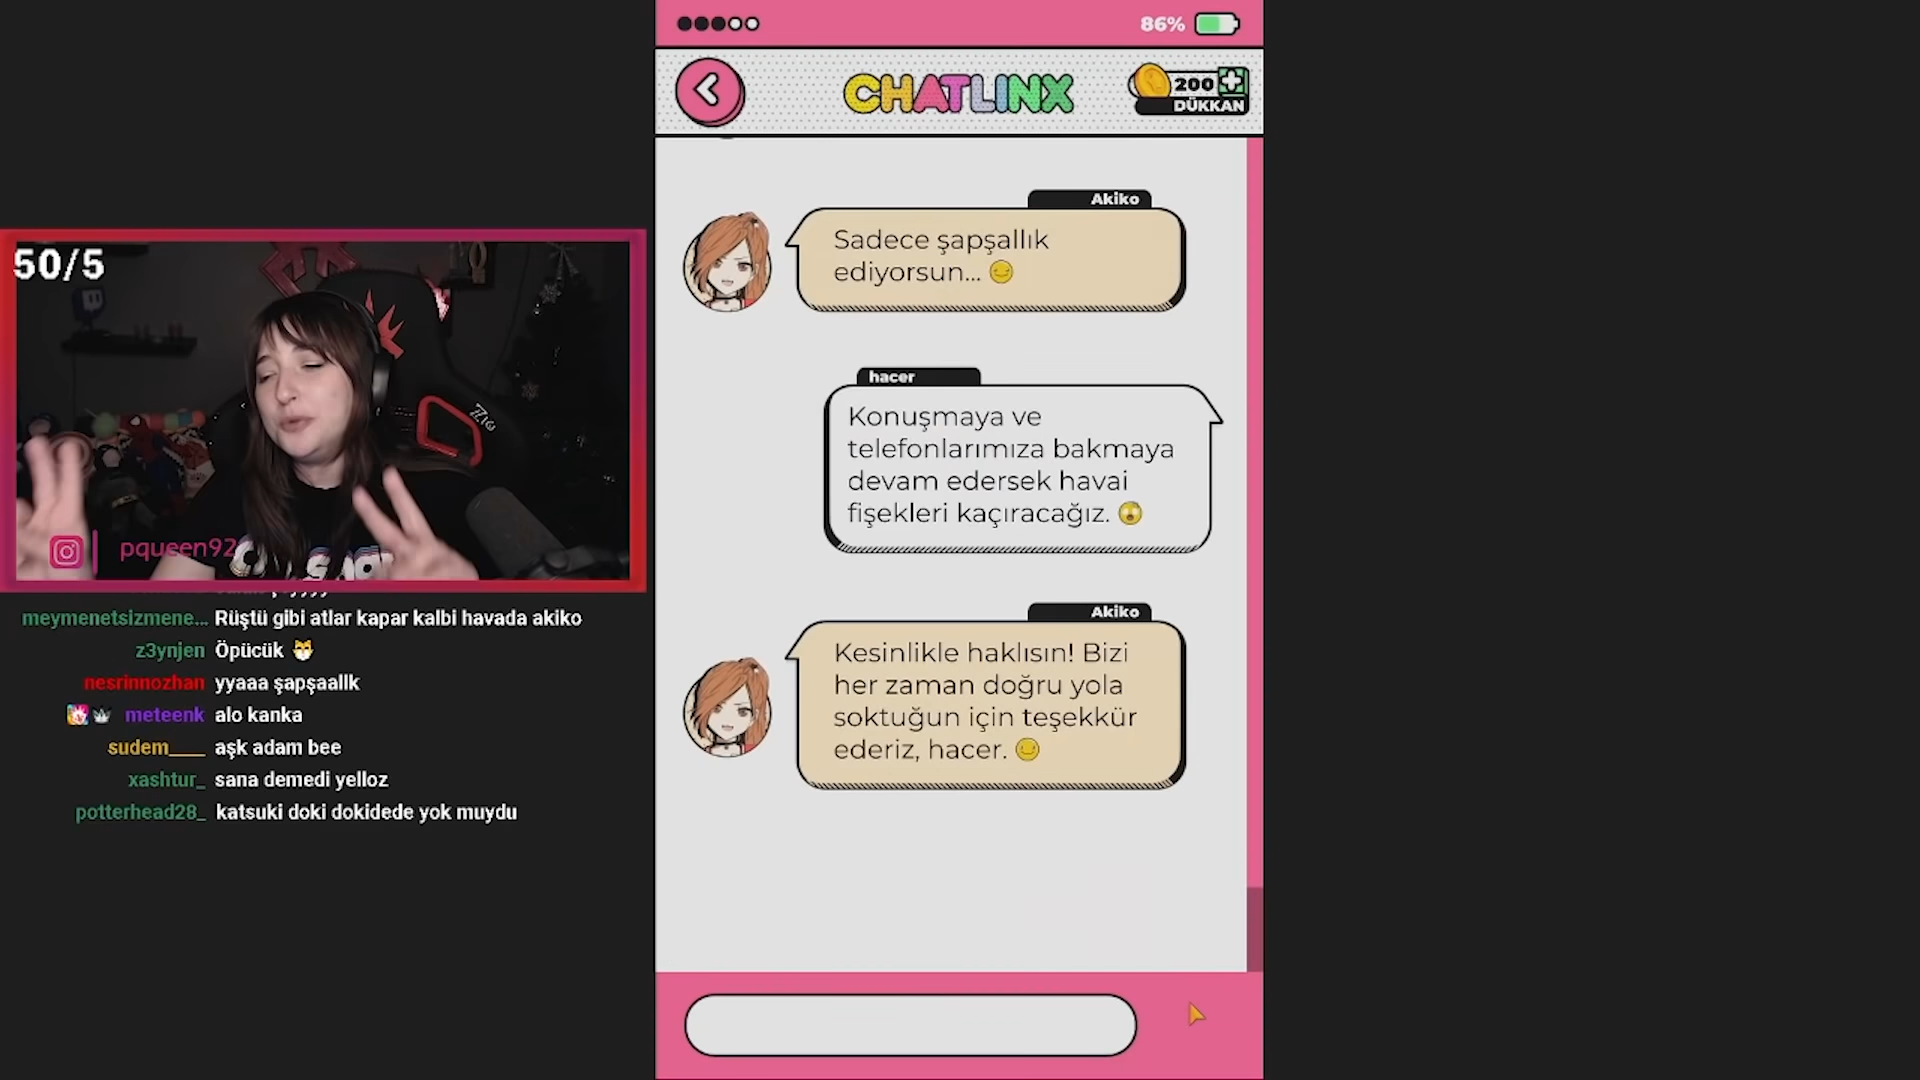 86%
CHATLINX
200
DÜKKAN
Akiko
Sadece şapşallık
ediyorsun...
hacer
Konuşmaya ve
telefonlarımıza bakmaya
devam edersek havai
fişekleri kaçıracağız.
Akiko
Kesinlikle haklısın! Bizi
her zaman doğru yola
soktuğun için teşekkür
ederiz, hacer.
50/5
pqueen92
meymenetsizmene... Rüştü gibi atlar kapar kalbi havada akiko
z3ynjen Öpücük
nesrinnozhan yyaaa şapşaallk
meteenk alo kanka
sudem____ aşk adam bee
xashtur_ sana demedi yelloz
potterhead28_ katsuki doki dokidede yok muydu